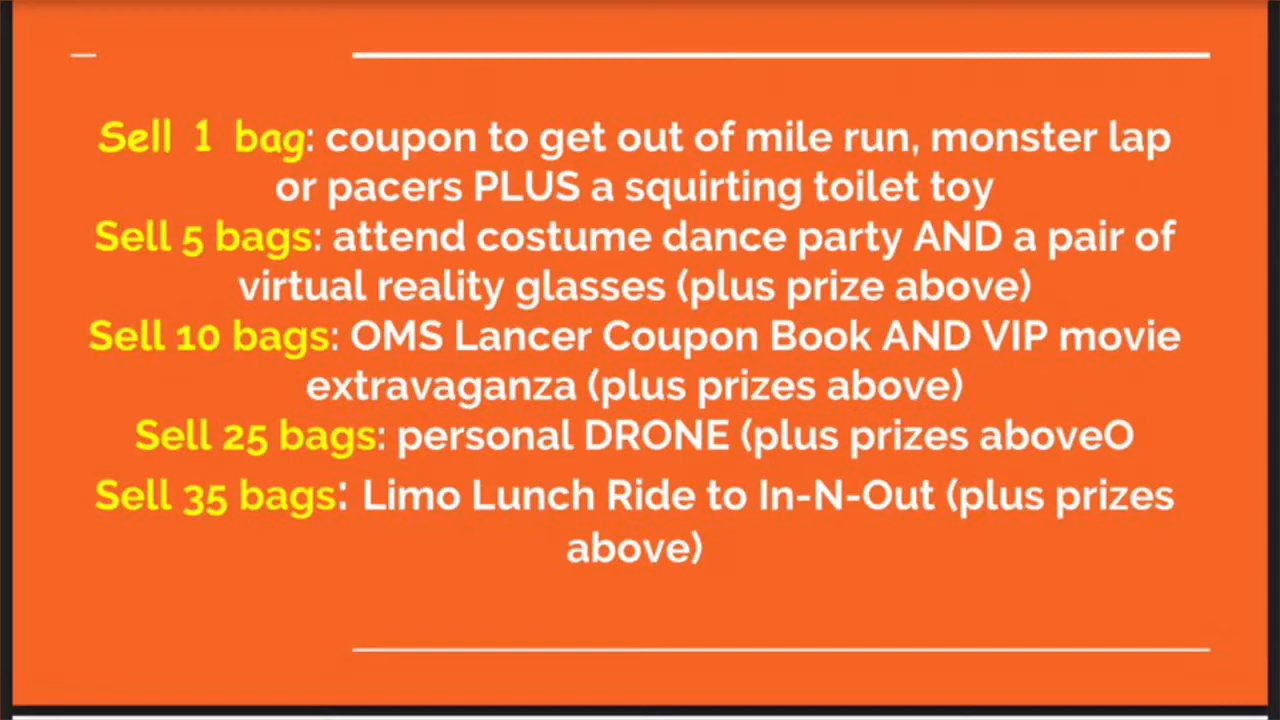 Sell 1 bag: coupon to get out of mile run, monster lap
or pacers PLUS a squirting toilet toy
Sell 5 bags: attend costume dance party AND a pair of
virtual reality glasses (plus prize above)
Sell 10 bags: OMS Lancer Coupon Book AND VIP movie
extravaganza (plus prizes above)
Sell 25 bags: personal DRONE (plus prizes aboveO
Sell 35 bags: Limo Lunch Ride to In-N-Out (plus prizes
above)